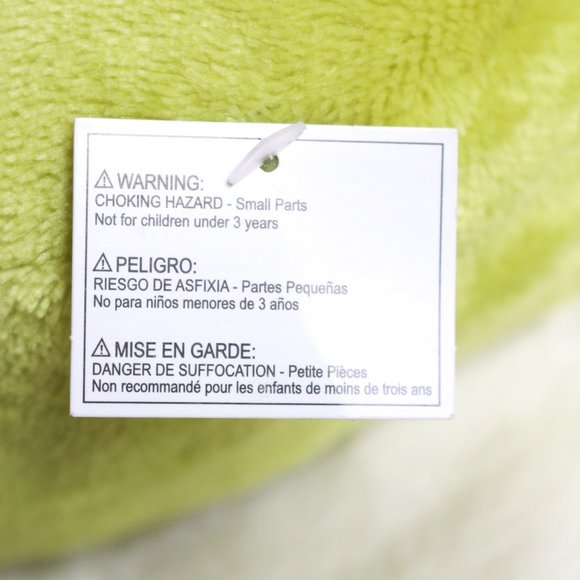 ⚠ WARNING:
CHOKING HAZARD - Small Parts
Not for children under 3 years
⚠ PELIGRO:
RIESGO DE ASFIXIA - Partes Pequeñas
No para niños menores de 3 años
⚠ MISE EN GARDE:
DANGER DE SUFFOCATION - Petite Pièces
Non recommandé pour les enfants de moins de trois ans